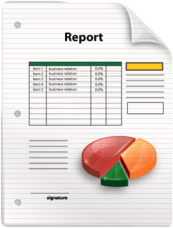 Report
Item 1 business relation 0.0%
Item 2 business relation 0.0%
Item 3 business relation 0.0%
Item 4 business relation 0.0%
Item 5 business relation 0.0%
signature